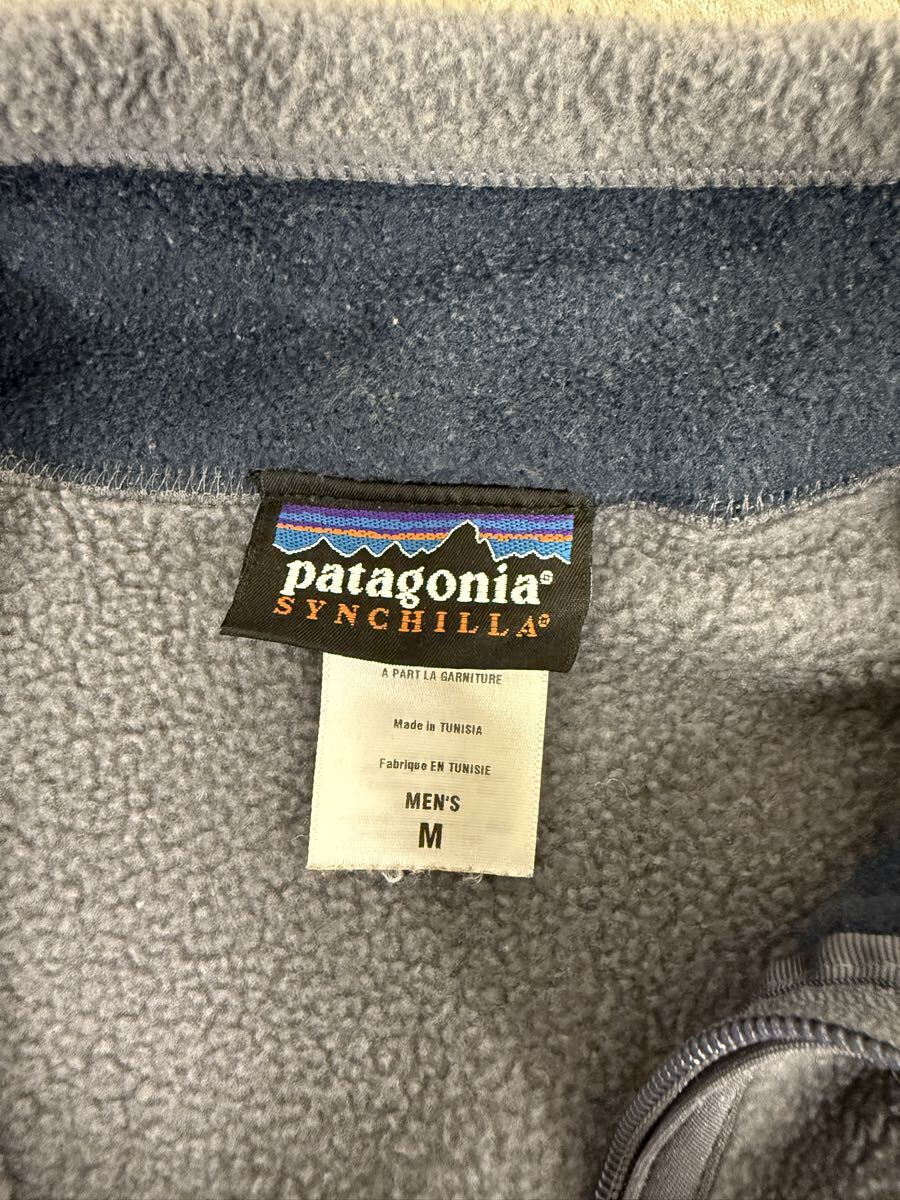 patagonia®
SYNCHILLA®
A PART LA GARNITURE
Made in TUNISIA
Fabrique EN TUNISIE
MEN'S
M